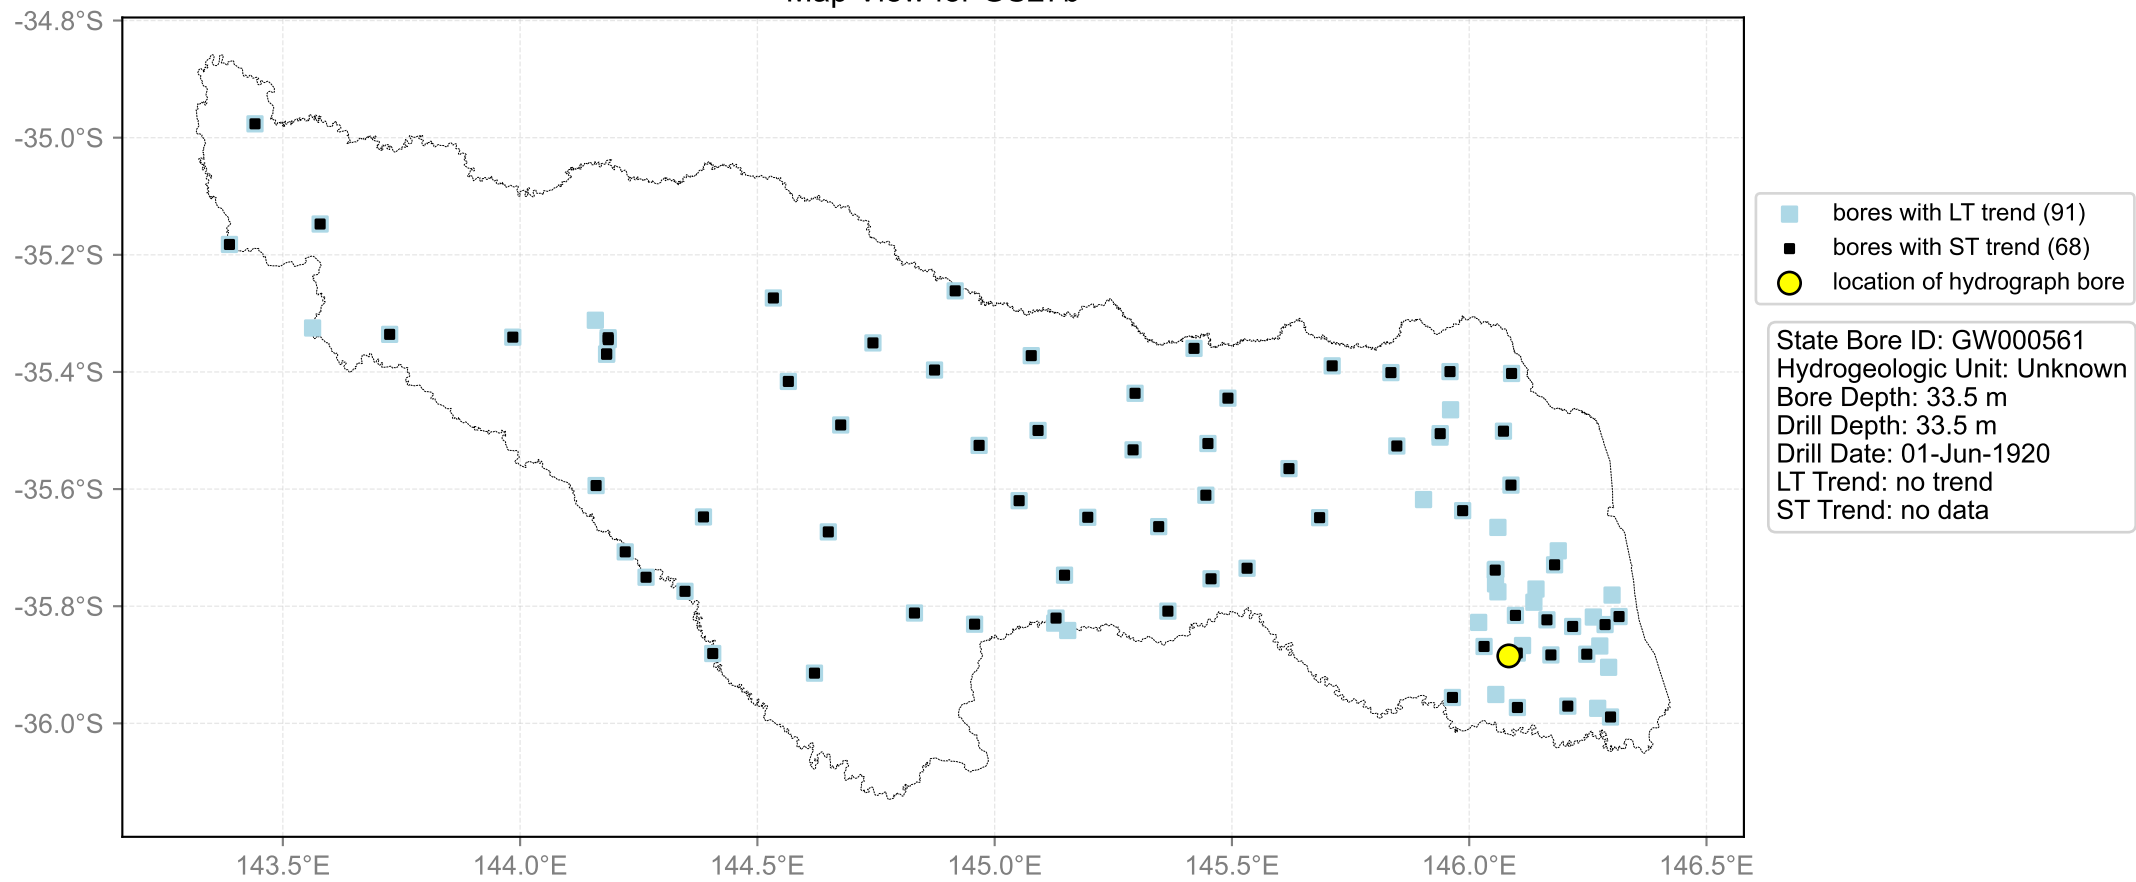 -34.8°S
-35.0°S
-35.2°S
-35.4°S
-35.6°S
-35.8°S
-36.0°S
143.5°E
144.0°E
144.5°E
145.0°E
145.5°E
146.0°E
146.5°E
bores with LT trend (91)
bores with ST trend (68)
location of hydrograph bore
State Bore ID: GW000561
Hydrogeologic Unit: Unknown
Bore Depth: 33.5 m
Drill Depth: 33.5 m
Drill Date: 01-Jun-1920
LT Trend: no trend
ST Trend: no data